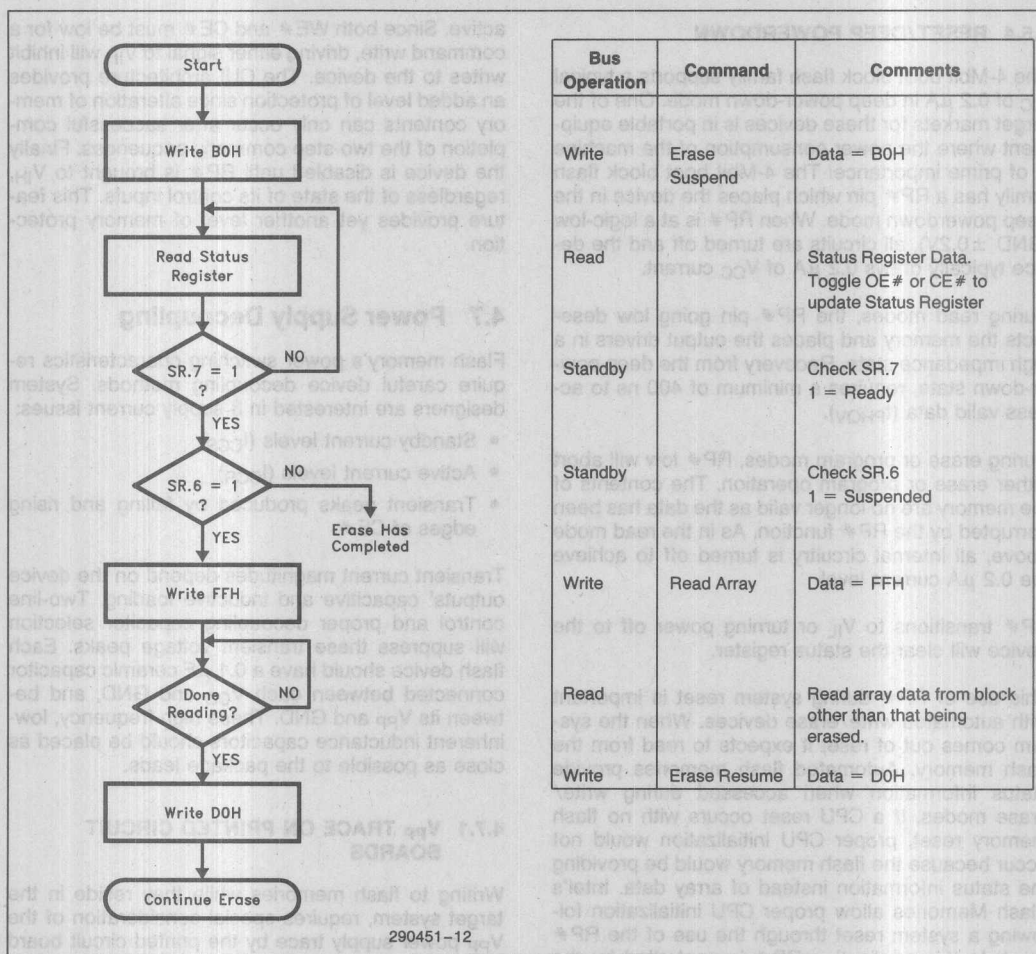 Start
Write BOH
Read Status
Register
SR.7 = 1
?
NO
YES
SR.6 = 1
?
NO
YES
Erase Has
Completed
Write FFH
Done
Reading?
NO
YES
Write DOH
Continue Erase
290451-12
Bus
Operation
Command
Comments
Write
Erase
Suspend
Data = B0H
Read
Status Register Data.
Toggle OE# or CE# to
update Status Register
Standby
Check SR.7
1 = Ready
Standby
Check SR.6
1 = Suspended
Write
Read Array
Data = FFH
Read
Read array data from block
other than that being
erased.
Write
Erase Resume
Data = D0H